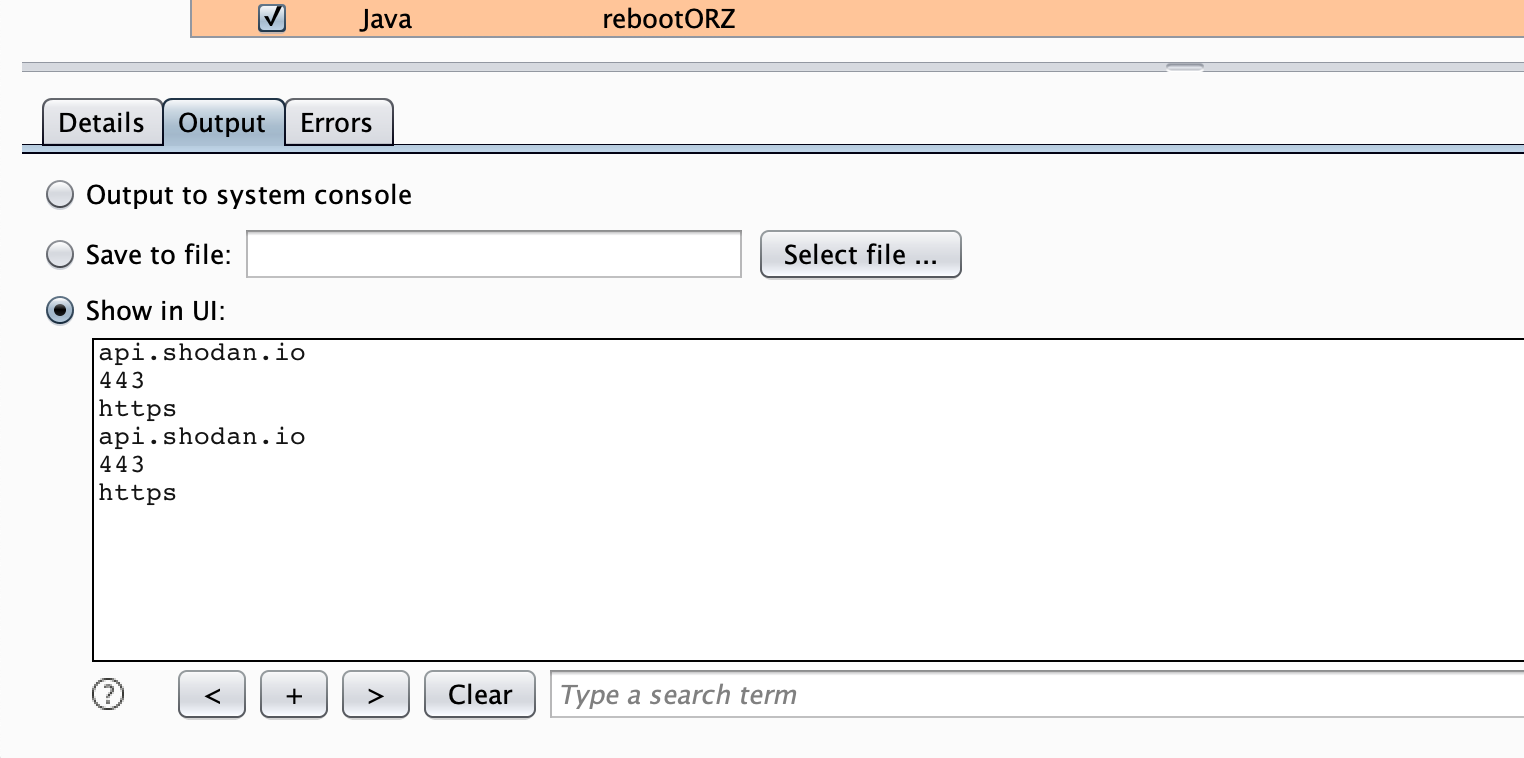 Java rebootORZ
Details Output Errors
Output to system console
Save to file: Select file ...
Show in UI:
api.shodan.io
443
https
api.shodan.io
443
https
? < + > Clear Type a search term